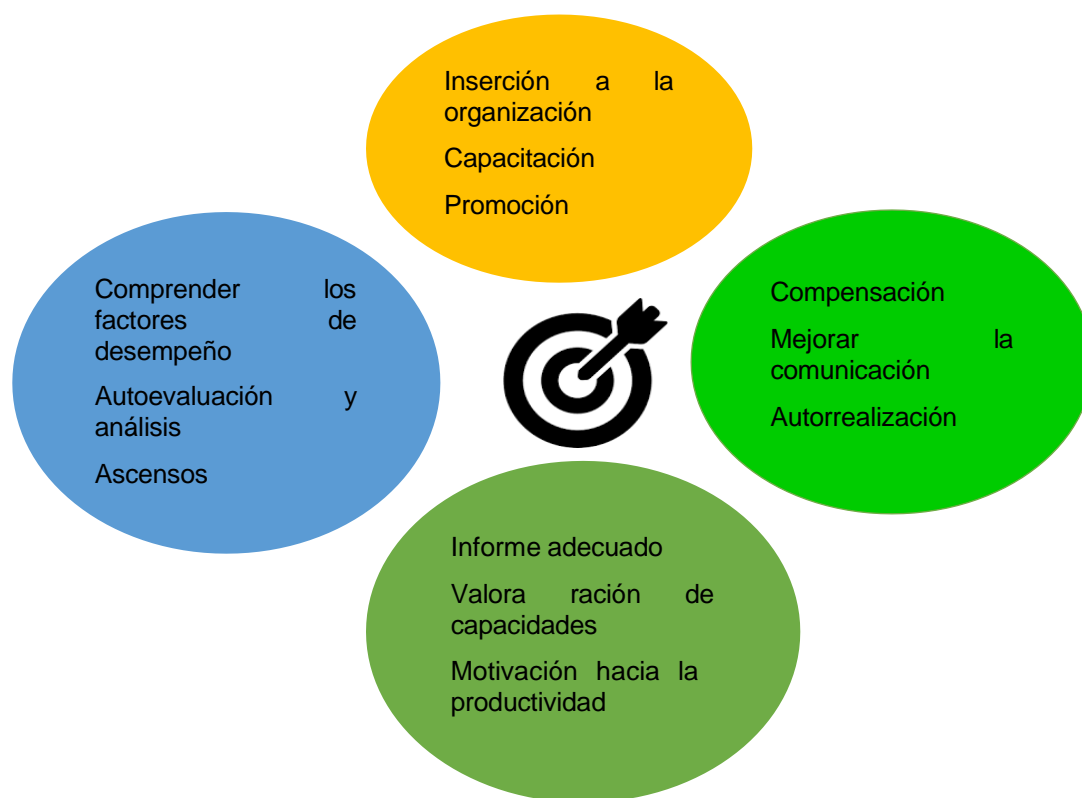 Inserción a la
organización
Capacitación
Promoción
Comprender los
factores de
desempeño
Autoevaluación y
análisis
Ascensos
Compensación
Mejorar la
comunicación
Autorrealización
Informe adecuado
Valora ración de
capacidades
Motivación hacia la
productividad